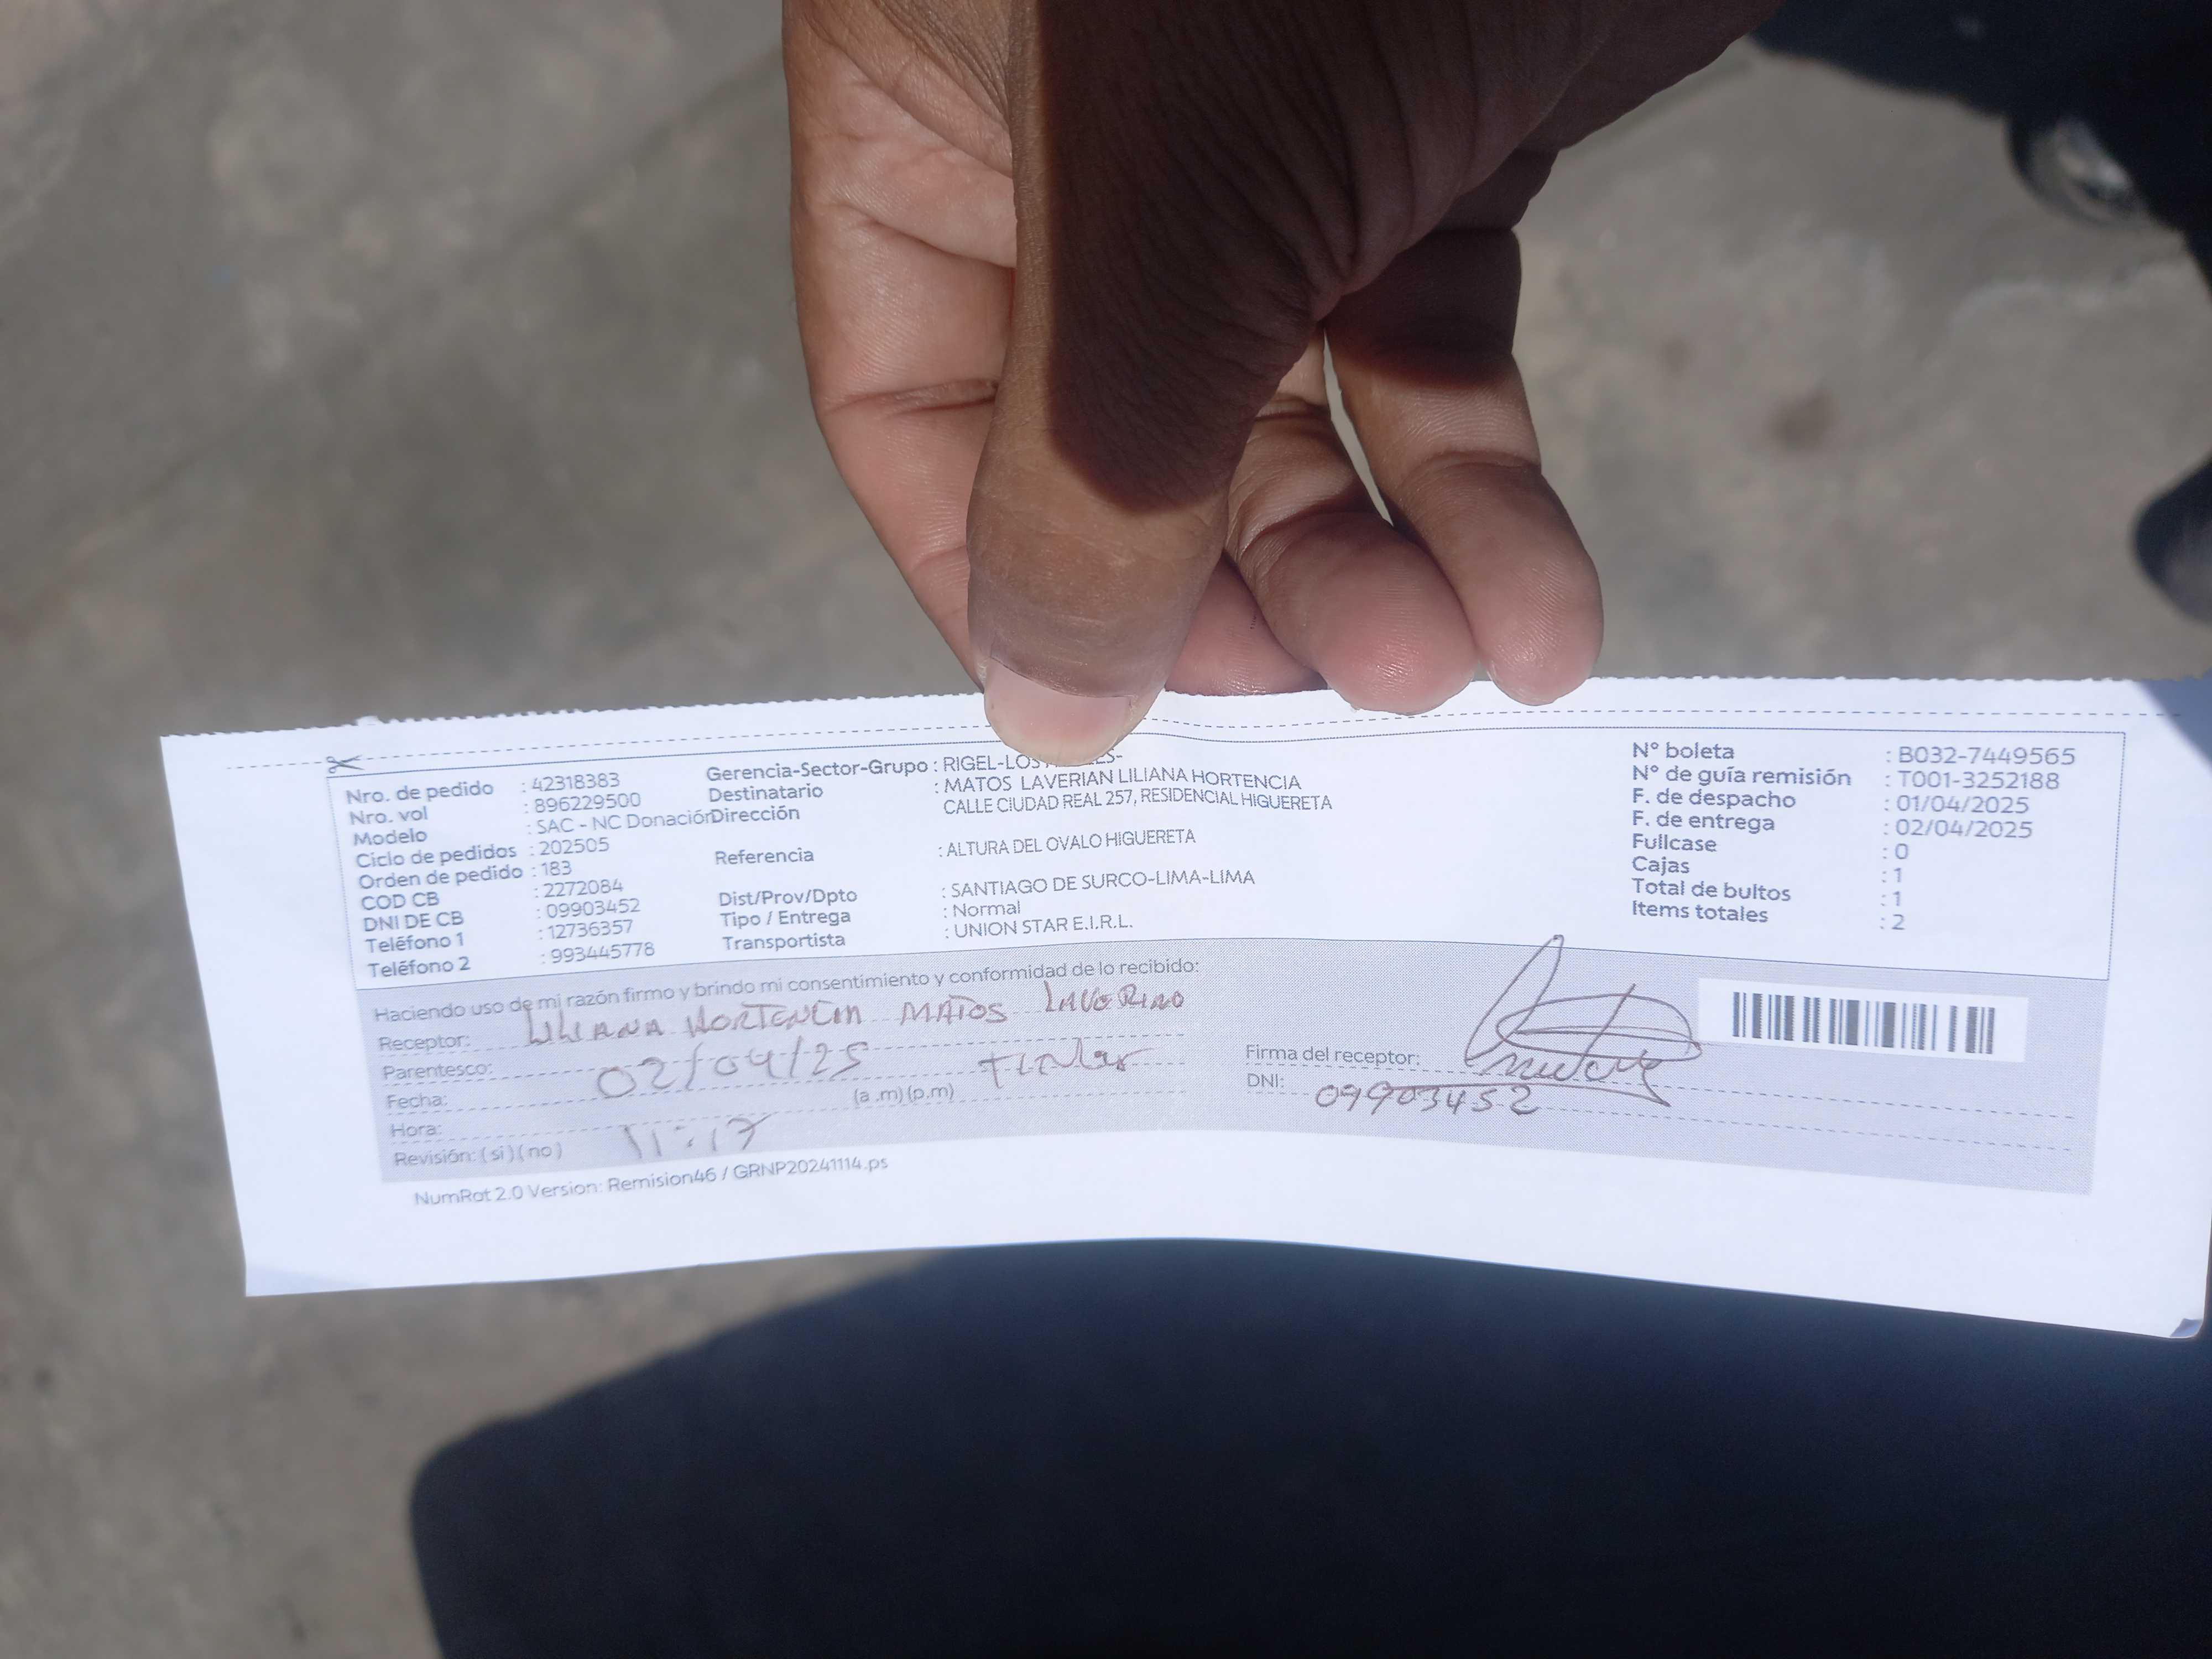 Nro. de pedido : 42318383
Nro. vol : 896229500
Modelo : SAC - NC Donación
Ciclo de pedidos : 202505
Orden de pedido : 183
COD CB : 2272084
DNI DE CB : 09903452
Teléfono 1 : 12736357
Teléfono 2 : 993445778
Gerencia-Sector-Grupo : RIGEL-LOS
Destinatario : MATOS LAVERIAN LILIANA HORTENCIA
Dirección CALLE CIUDAD REAL 257, RESIDENCIAL HIGUERETA
Referencia : ALTURA DEL OVALO HIGUERETA
Dist/Prov/Dpto : SANTIAGO DE SURCO-LIMA-LIMA
Tipo / Entrega : Normal
Transportista : UNION STAR E.I.R.L.
N° boleta : B032-7449565
N° de guía remisión : T001-3252188
F. de despacho : 01/04/2025
F. de entrega : 02/04/2025
Fullcase : 0
Cajas : 1
Total de bultos : 1
Items totales : 2
Haciendo uso de mi razón firmo y brindo mi consentimiento y conformidad de lo recibido:
Receptor: LILIANA HORTENCIA MATOS
Parentesco: Titular
Fecha: 02/04/25
Hora: (a.m)(p.m) 11:17
Revisión: (si)(no)
Firma del receptor:
DNI: 09903452
NumRot 2.0 Version: Remision46 / GRNP20241114.ps